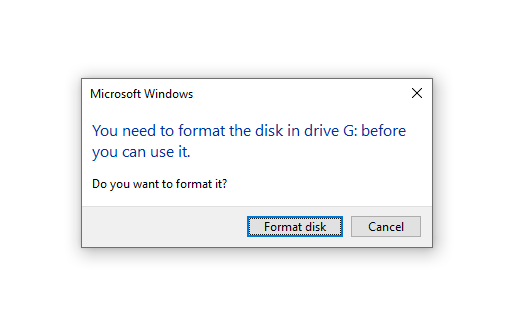 Microsoft Windows
You need to format the disk in drive G: before
you can use it.
Do you want to format it?
Format disk
Cancel